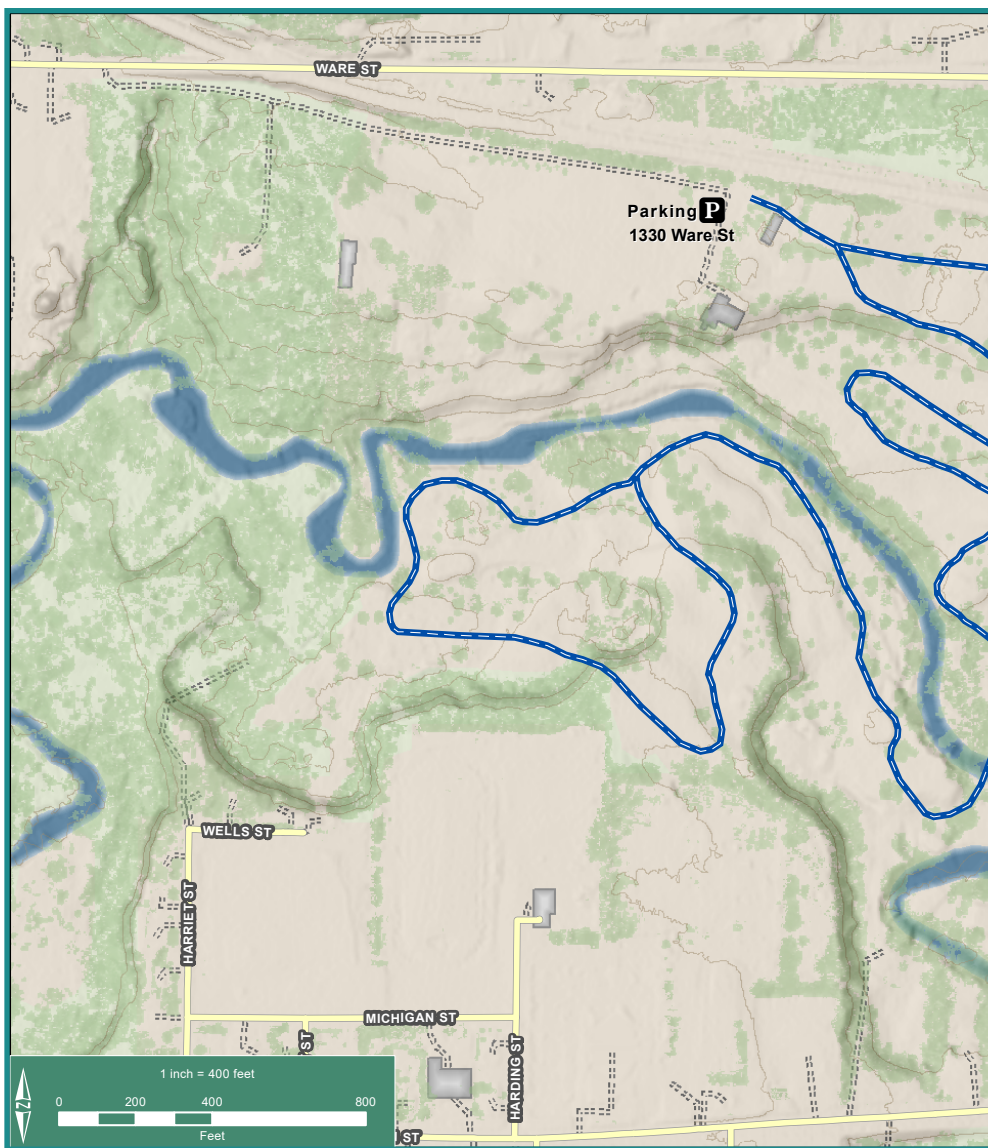 WARE ST
Parking P
1330 Ware St
WELLS ST
HARRIET ST
MICHIGAN ST
ST
HARDING ST
1 inch = 400 feet
0 200 400 800
Feet
N
ST